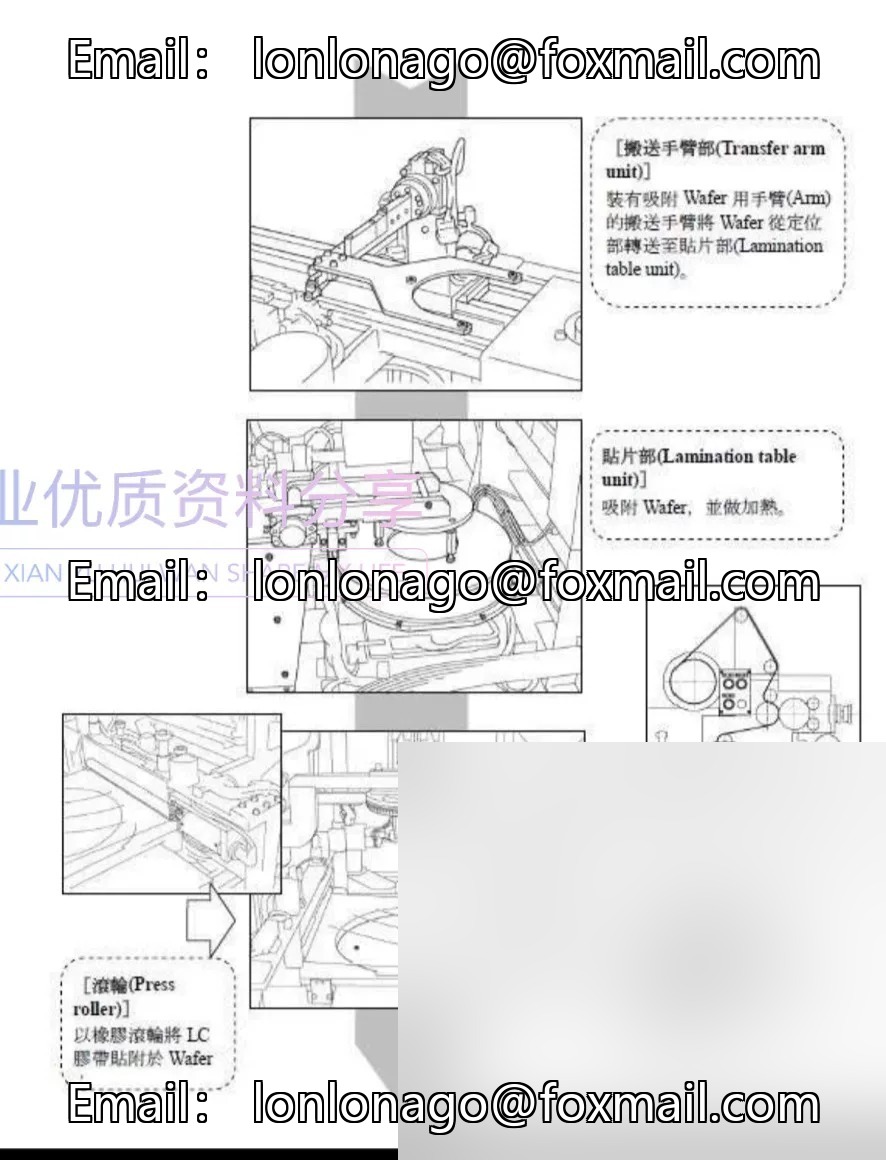 Email： lonlonago@foxmail.com
［搬送手臂部(Transfer arm
unit)］
裝有吸附 Wafer 用手臂(Arm)
的搬送手臂將 Wafer 從定位
部轉送至貼片部(Lamination
table unit)。
貼片部(Lamination table
unit)］
吸附 Wafer，並做加熱。
业优质资料分享
Email： lonlonago@foxmail.com
［滾輪(Press
roller)］
以橡膠滾輪將 LC
膠帶貼附於 Wafer
Email： lonlonago@foxmail.com